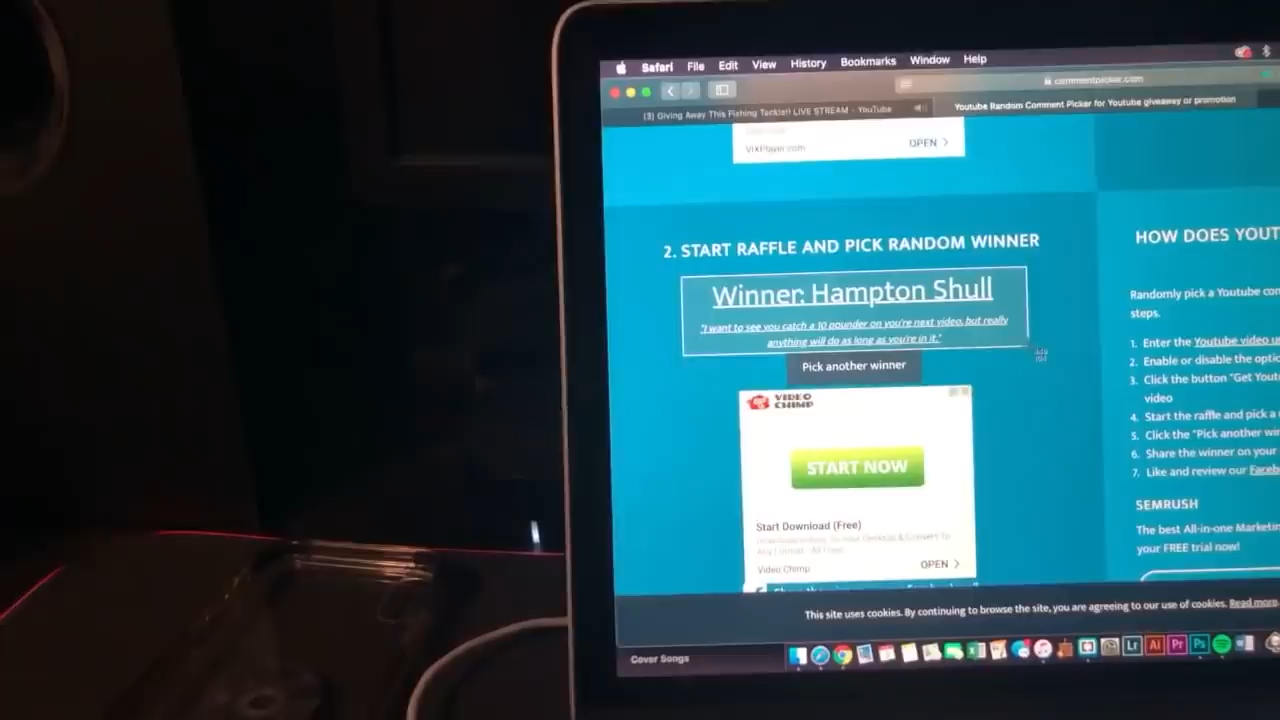 Safari File Edit View History Bookmarks Window Help
commentpicker.com
(3) Giving Away This Fishing Tackle!! LIVE STREAM - YouTube
Youtube Random Comment Picker for Youtube giveaway or promotion
VIXPlayer.com
OPEN >
2. START RAFFLE AND PICK RANDOM WINNER
Winner: Hampton Shull
"I want to see you catch a 10 pounder on you're next video, but really
anything will do as long as you're in it."
Pick another winner
VIDEO
CHIMP
START NOW
Start Download (Free)
Video Chimp
OPEN >
HOW DOES YOUT
Randomly pick a Youtube com
steps.
1. Enter the Youtube video u
2. Enable or disable the optio
3. Click the button "Get Yout
video
4. Start the raffle and pick a
5. Click the "Pick another win
6. Share the winner on your
7. Like and review our Faceb
SEMRUSH
The best All-in-one Marketin
your FREE trial now!
This site uses cookies. By continuing to browse the site, you are agreeing to our use of cookies. Read more
Cover Songs
Lr Ai Pr Ps